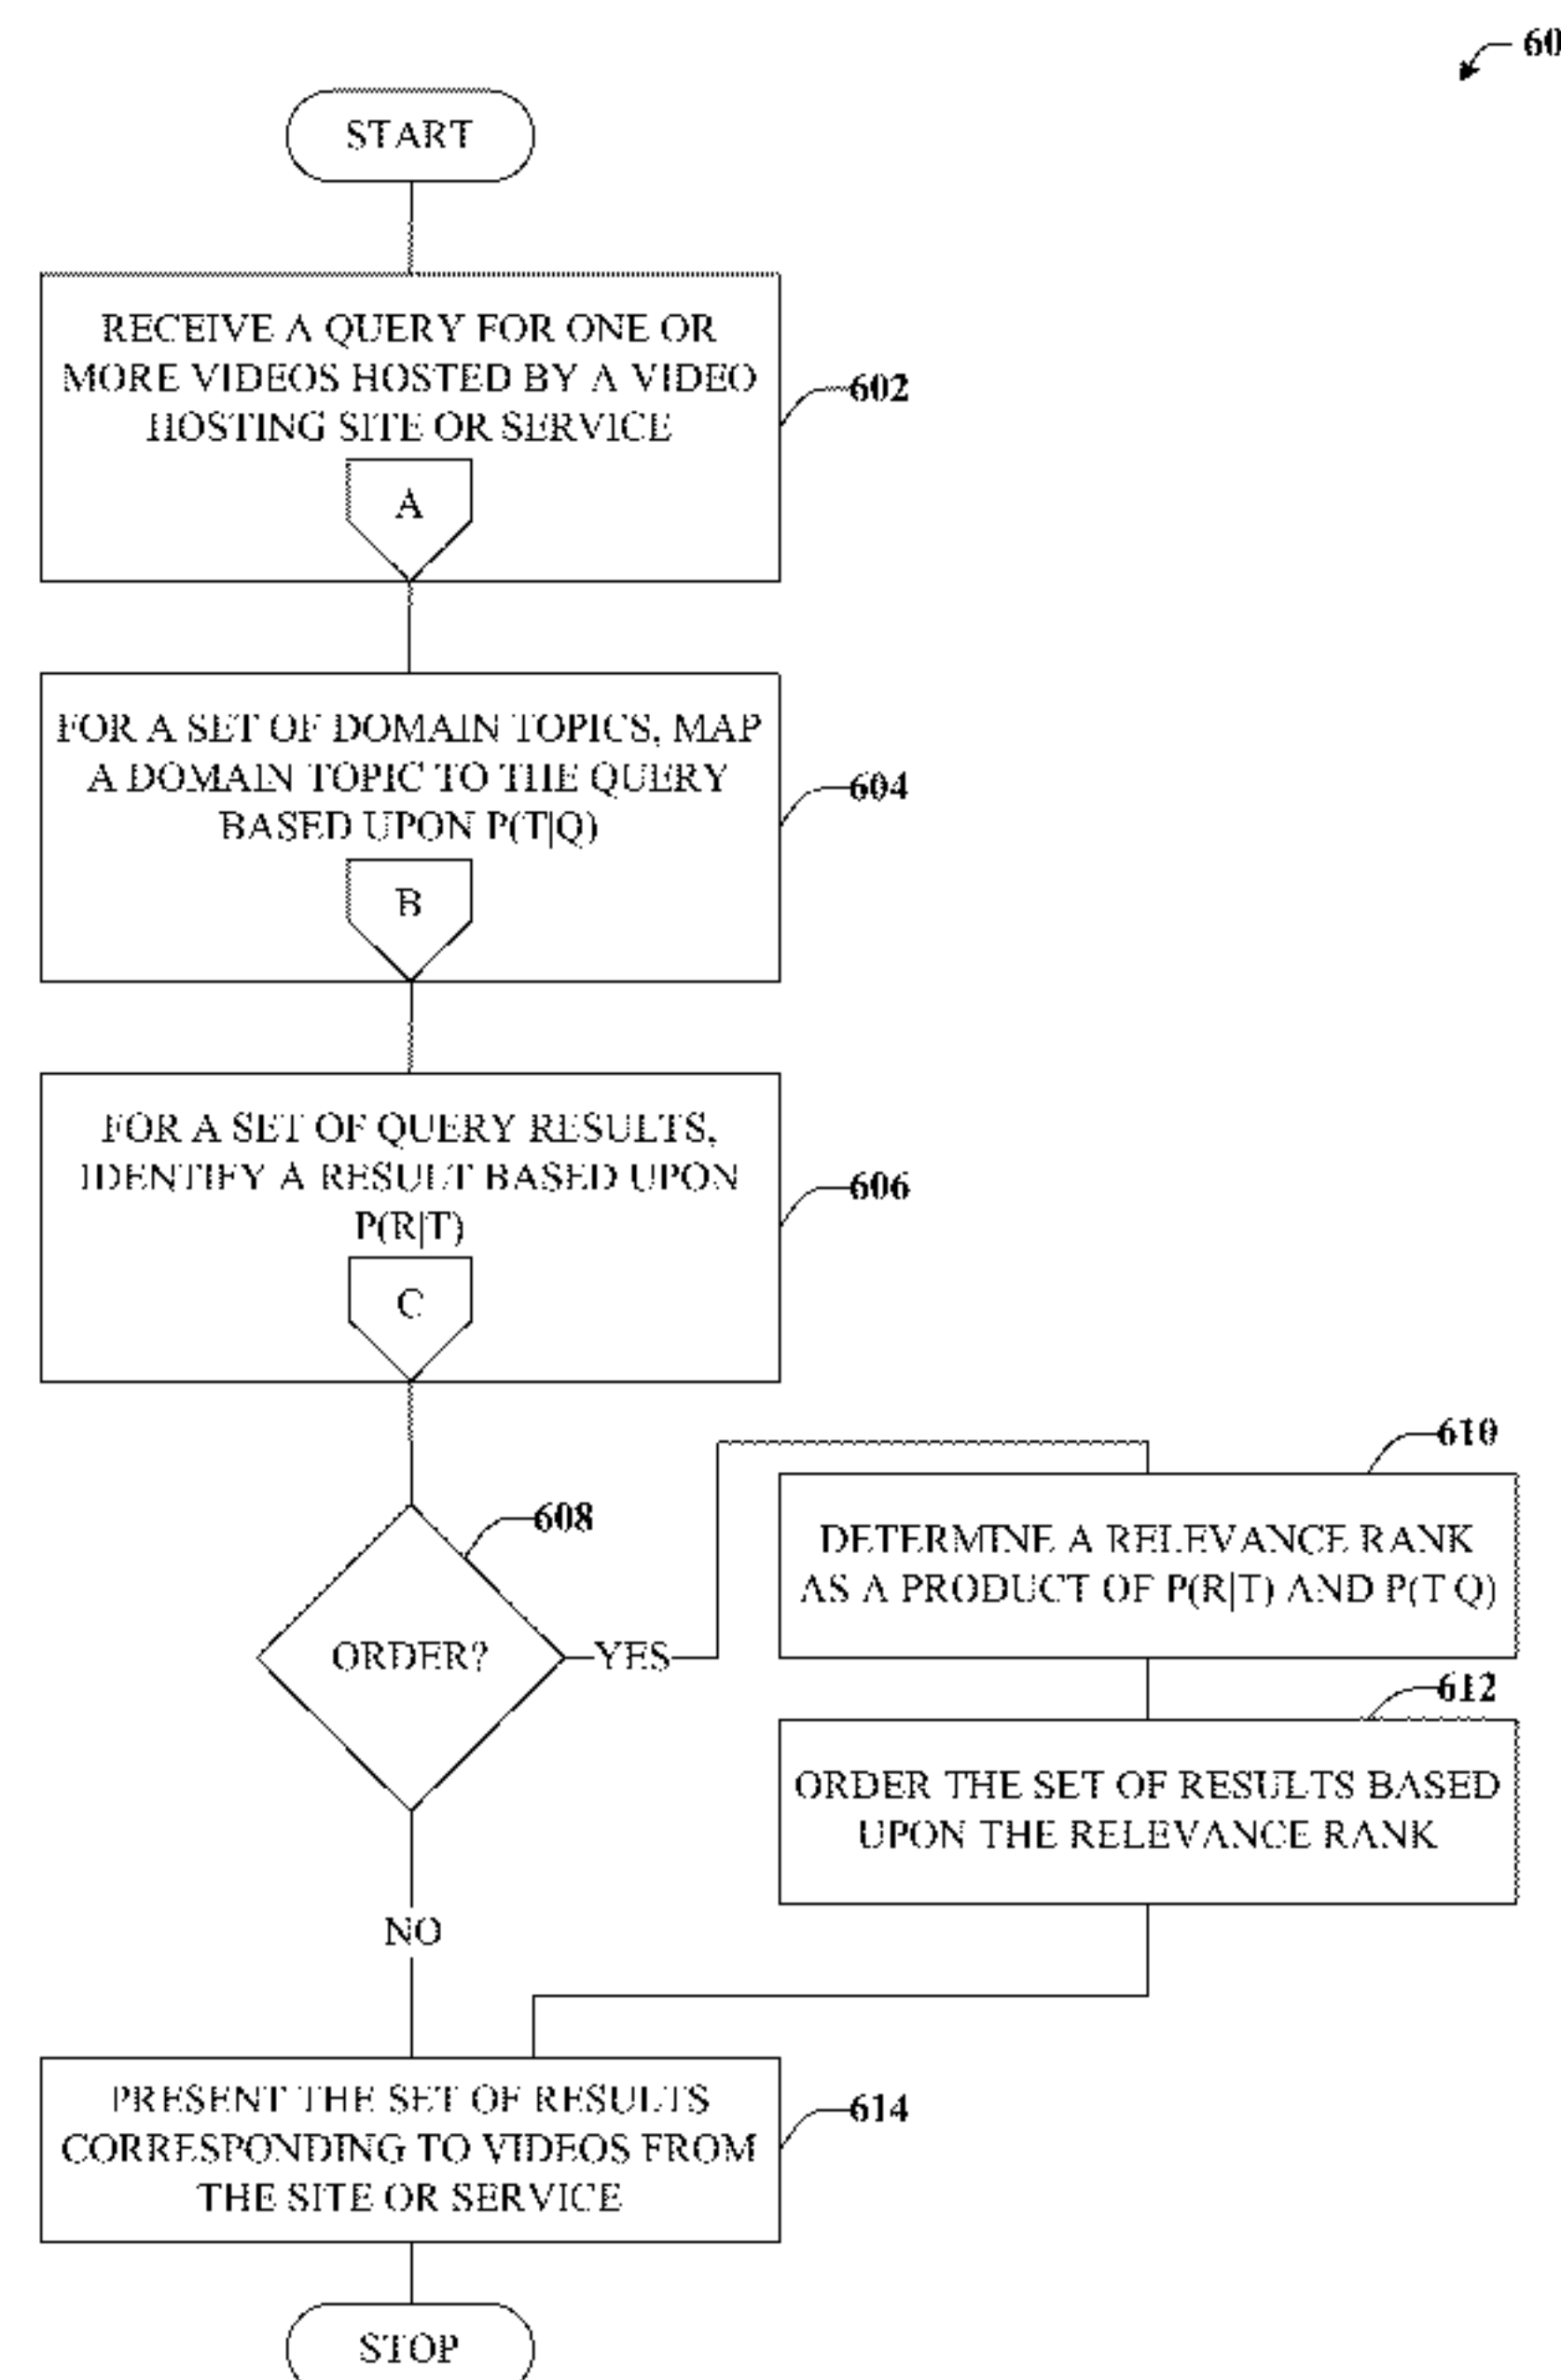 60
START
RECEIVE A QUERY FOR ONE OR
MORE VIDEOS HOSTED BY A VIDEO
HOSTING SITE OR SERVICE
602
A
FOR A SET OF DOMAIN TOPICS, MAP
A DOMAIN TOPIC TO THE QUERY
BASED UPON P(T|Q)
604
B
FOR A SET OF QUERY RESULTS,
IDENTIFY A RESULT BASED UPON
P(R|T)
606
C
608
ORDER?
YES
610
DETERMINE A RELEVANCE RANK
AS A PRODUCT OF P(R|T) AND P(T Q)
612
ORDER THE SET OF RESULTS BASED
UPON THE RELEVANCE RANK
NO
PRESENT THE SET OF RESULTS
CORRESPONDING TO VIDEOS FROM
THE SITE OR SERVICE
614
STOP